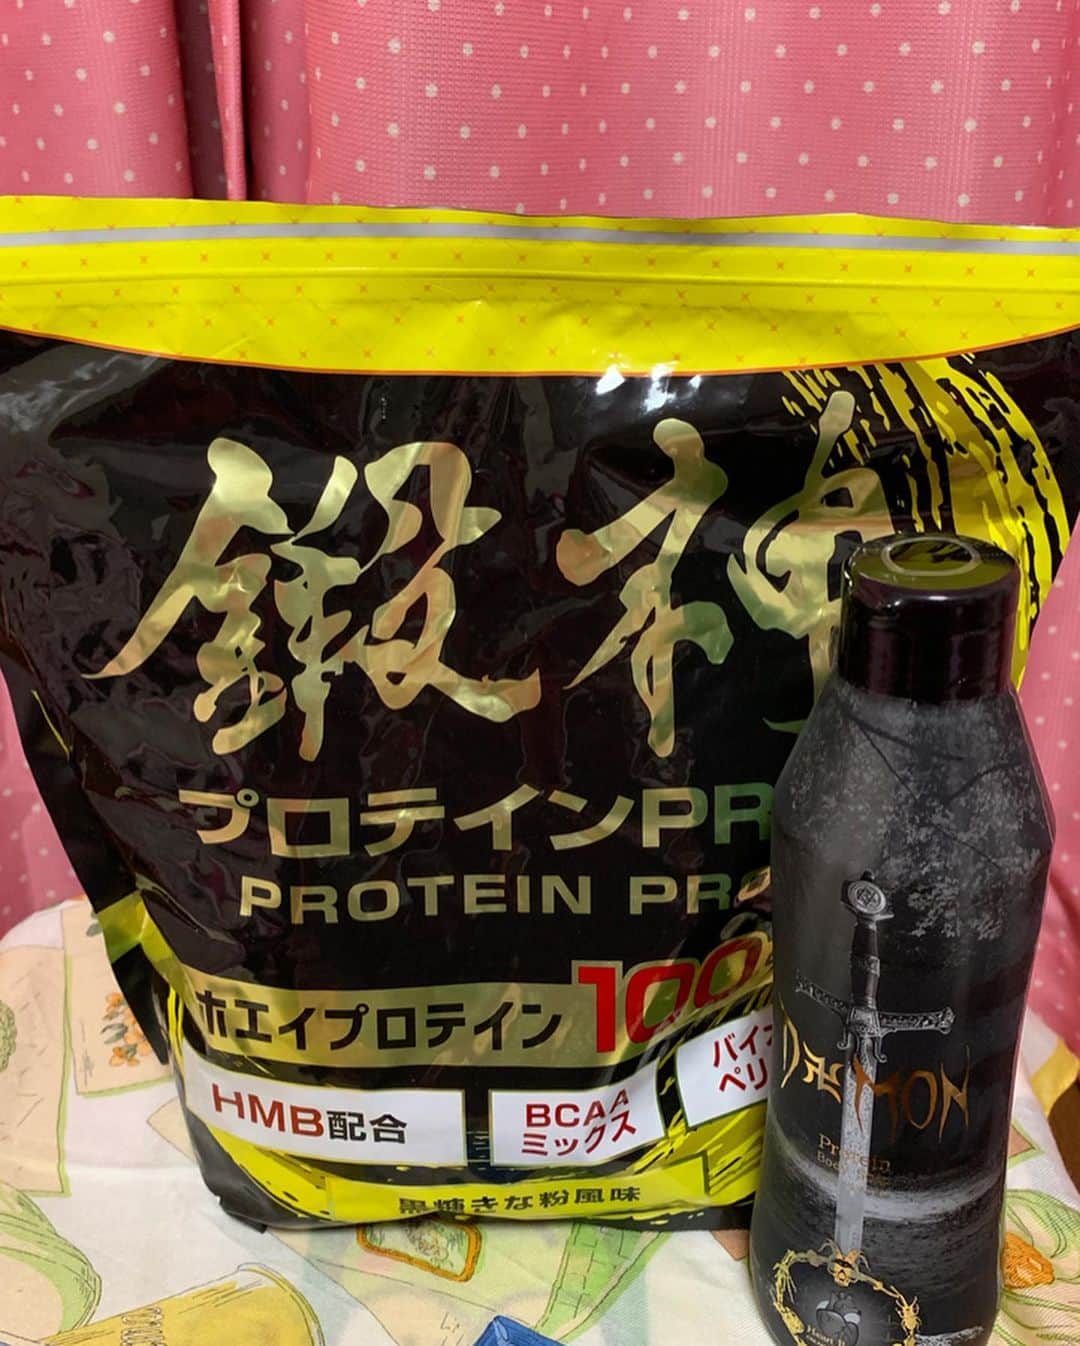 鍛神
プロテインPR
PROTEIN PR
ホエイプロテイン100
HMB配合
BCAA
ミックス
バイオ
ペリ
黒糖きな粉風味
DÆMON
Protein